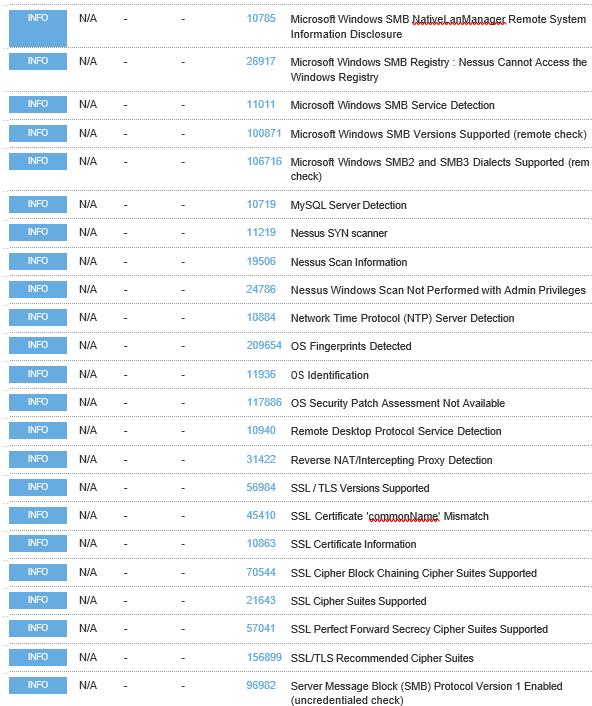 INFO N/A - - 10785 Microsoft Windows SMB NativeLanManager Remote System
Information Disclosure
INFO N/A - - 26917 Microsoft Windows SMB Registry : Nessus Cannot Access the
Windows Registry
INFO N/A - - 11011 Microsoft Windows SMB Service Detection
INFO N/A - - 100871 Microsoft Windows SMB Versions Supported (remote check)
INFO N/A - - 106716 Microsoft Windows SMB2 and SMB3 Dialects Supported (rem
check)
INFO N/A - - 10719 MySQL Server Detection
INFO N/A - - 11219 Nessus SYN scanner
INFO N/A - - 19506 Nessus Scan Information
INFO N/A - - 24786 Nessus Windows Scan Not Performed with Admin Privileges
INFO N/A - - 10884 Network Time Protocol (NTP) Server Detection
INFO N/A - - 209654 OS Fingerprints Detected
INFO N/A - - 11936 OS Identification
INFO N/A - - 117886 OS Security Patch Assessment Not Available
INFO N/A - - 10940 Remote Desktop Protocol Service Detection
INFO N/A - - 31422 Reverse NAT/Intercepting Proxy Detection
INFO N/A - - 56984 SSL / TLS Versions Supported
INFO N/A - - 45410 SSL Certificate 'commonName' Mismatch
INFO N/A - - 10863 SSL Certificate Information
INFO N/A - - 70544 SSL Cipher Block Chaining Cipher Suites Supported
INFO N/A - - 21643 SSL Cipher Suites Supported
INFO N/A - - 57041 SSL Perfect Forward Secrecy Cipher Suites Supported
INFO N/A - - 156899 SSL/TLS Recommended Cipher Suites
INFO N/A - - 96982 Server Message Block (SMB) Protocol Version 1 Enabled
(uncredentialed check)